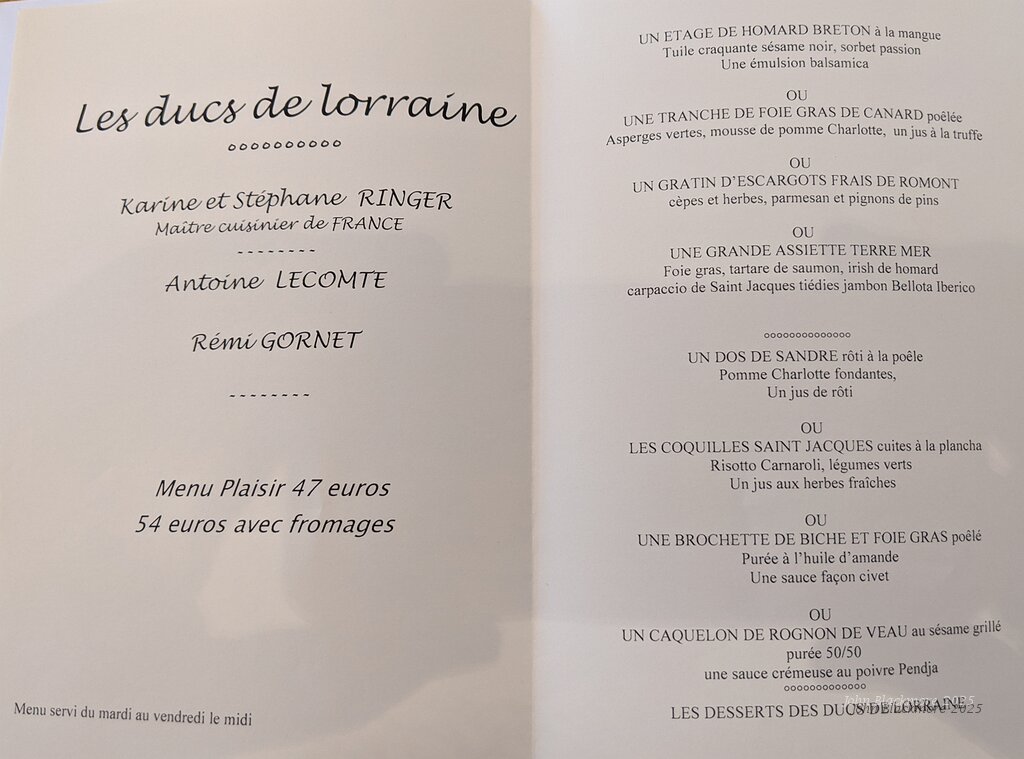 Les ducs de lorraine
°°°°°°°°°°
Karine et Stéphane RINGER
Maître cuisinier de FRANCE
--------
Antoine LECOMTE
Rémi GORNET
--------
Menu Plaisir 47 euros
54 euros avec fromages
Menu servi du mardi au vendredi le midi
UN ETAGE DE HOMARD BRETON à la mangue
Tuile craquante sésame noir, sorbet passion
Une émulsion balsamica
OU
UNE TRANCHE DE FOIE GRAS DE CANARD poêlée
Asperges vertes, mousse de pomme Charlotte, un jus à la truffe
OU
UN GRATIN D'ESCARGOTS FRAIS DE ROMONT
cèpes et herbes, parmesan et pignons de pins
OU
UNE GRANDE ASSIETTE TERRE MER
Foie gras, tartare de saumon, irish de homard
carpaccio de Saint Jacques tiédies jambon Bellota Iberico
°°°°°°°°°°°°°°
UN DOS DE SANDRE rôti à la poêle
Pomme Charlotte fondantes,
Un jus de rôti
OU
LES COQUILLES SAINT JACQUES cuites à la plancha
Risotto Carnaroli, légumes verts
Un jus aux herbes fraîches
OU
UNE BROCHETTE DE BICHE ET FOIE GRAS poêlé
Purée à l'huile d'amande
Une sauce façon civet
OU
UN CAQUELON DE ROGNON DE VEAU au sésame grillé
purée 50/50
une sauce crémeuse au poivre Pendja
°°°°°°°°°°°°°
LES DESSERTS DES DUCS DE LORRAINE
John Blackmore 2025
John Blackmore 2025